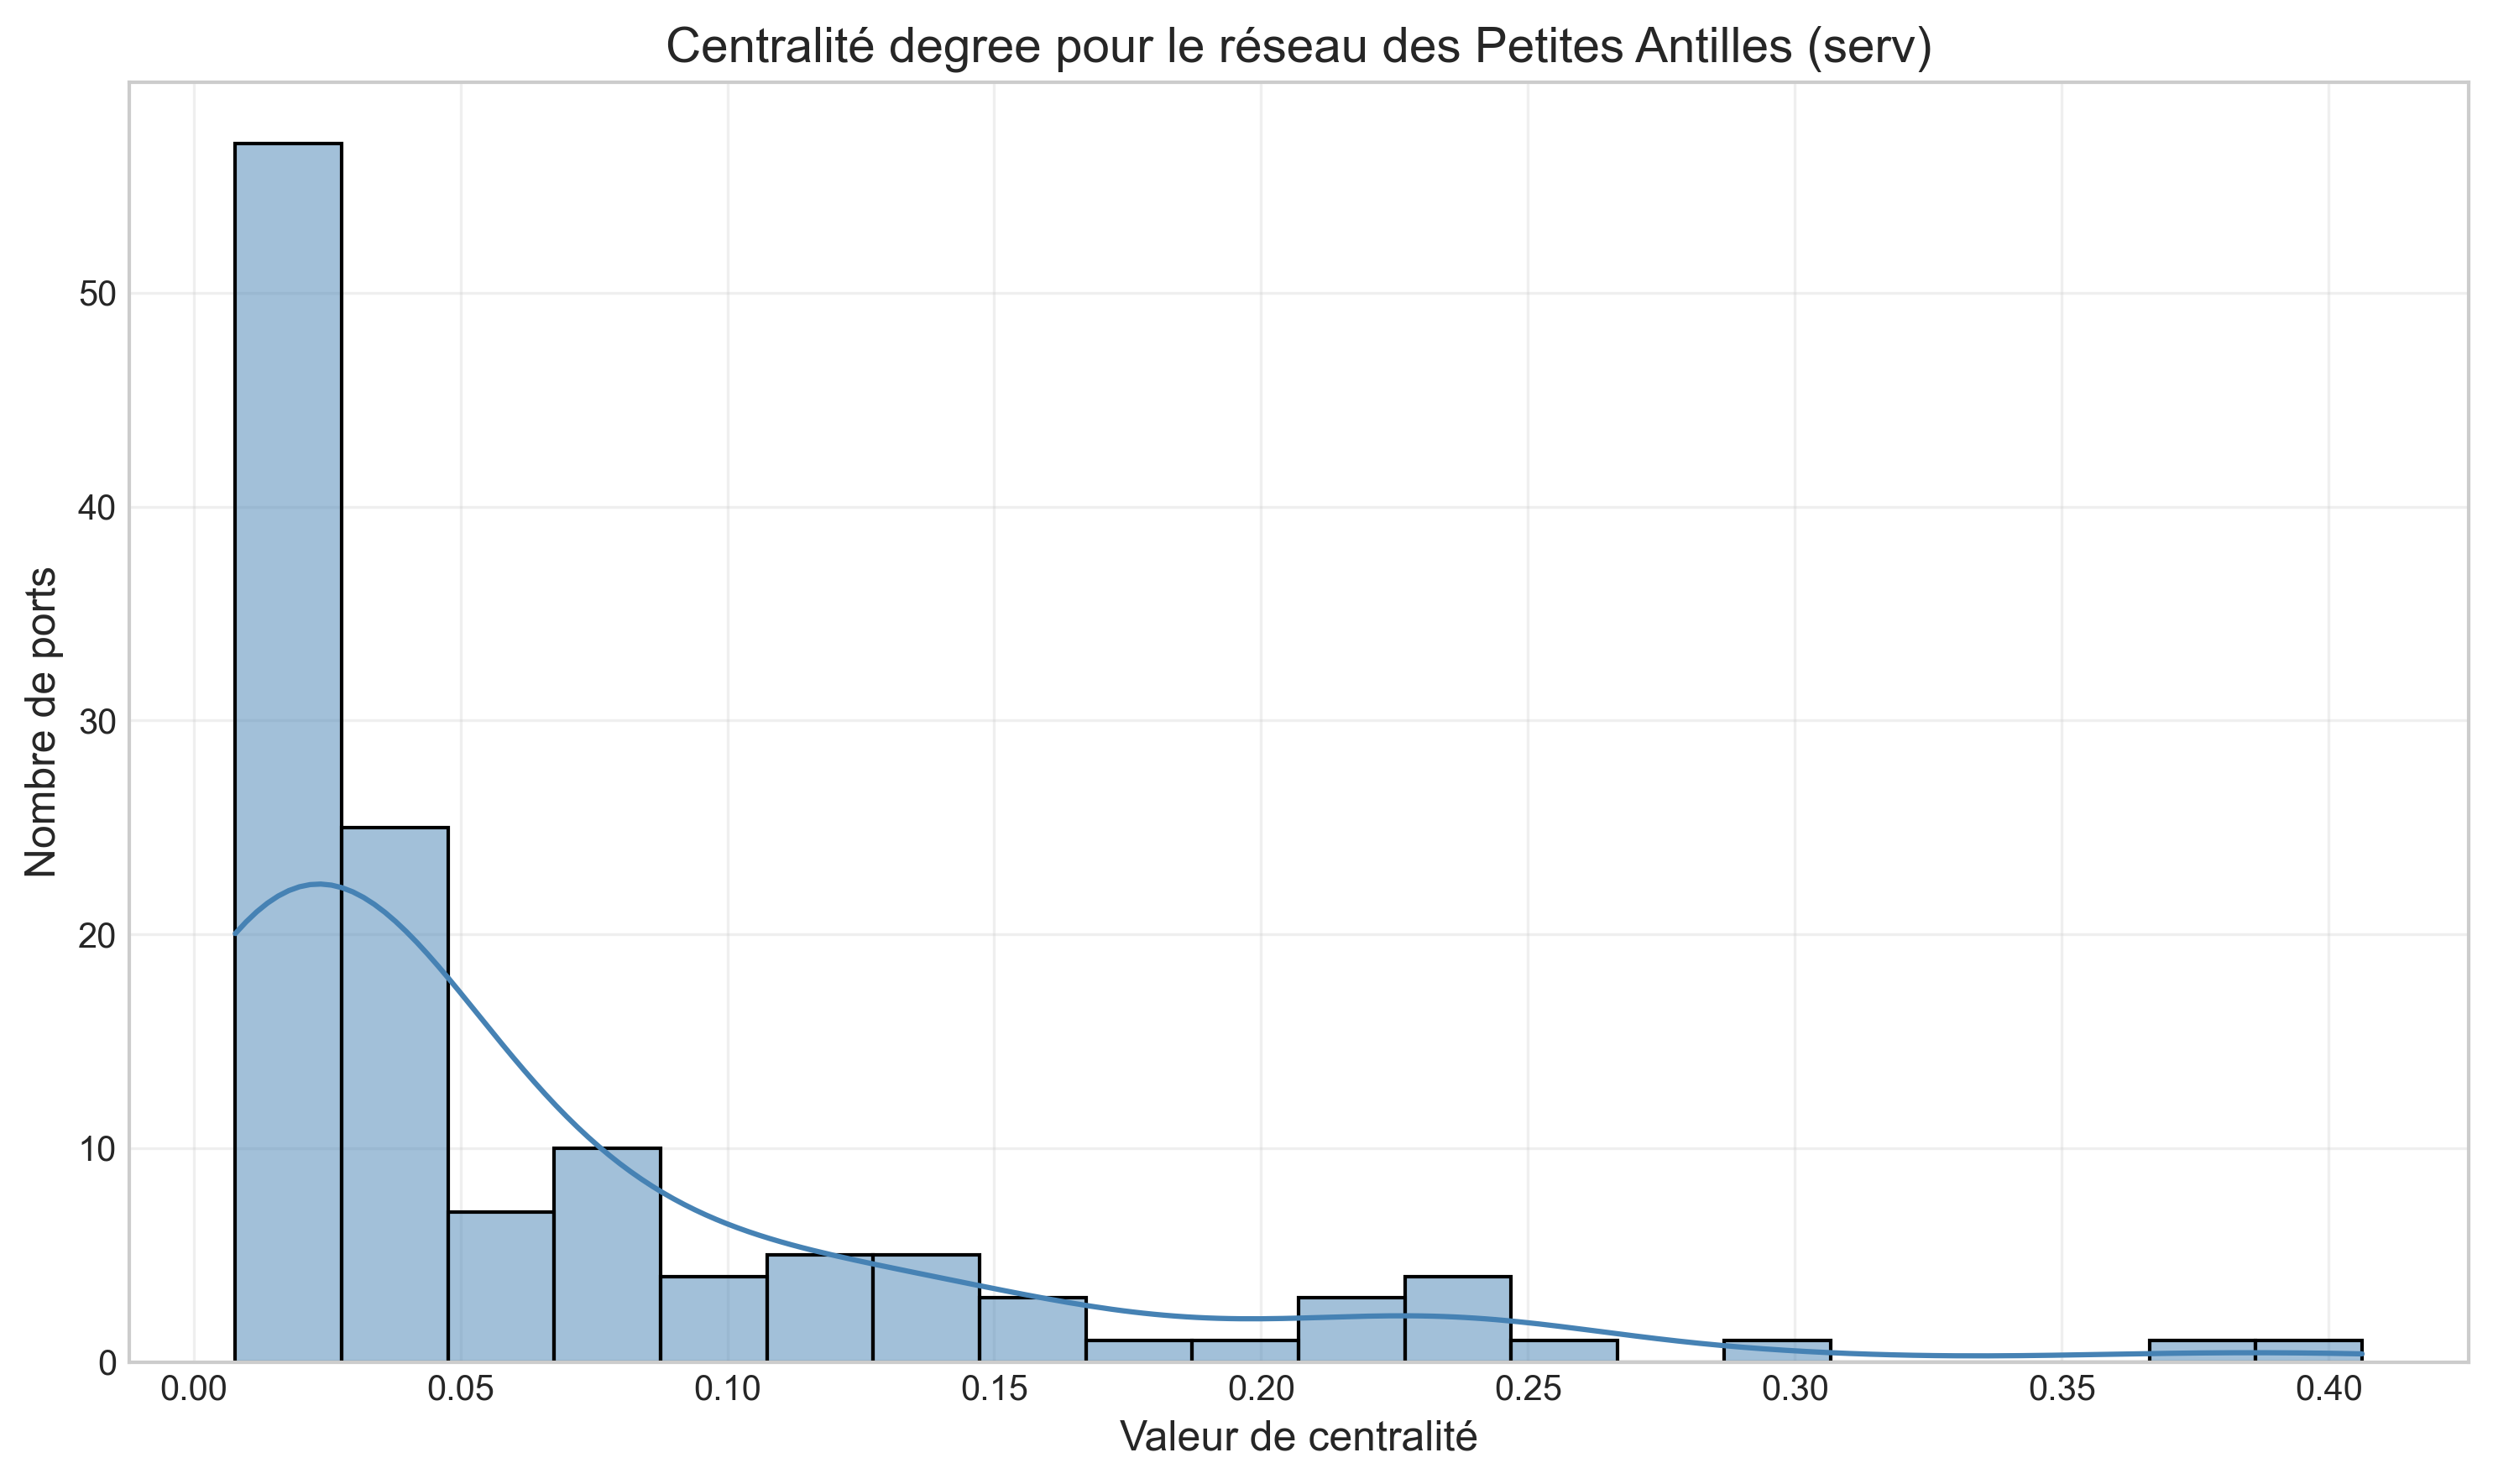 Centralité degree pour le réseau des Petites Antilles (serv)
Nombre de ports
50
40
30
20
10
0
0.00 0.05 0.10 0.15 0.20 0.25 0.30 0.35 0.40
Valeur de centralité